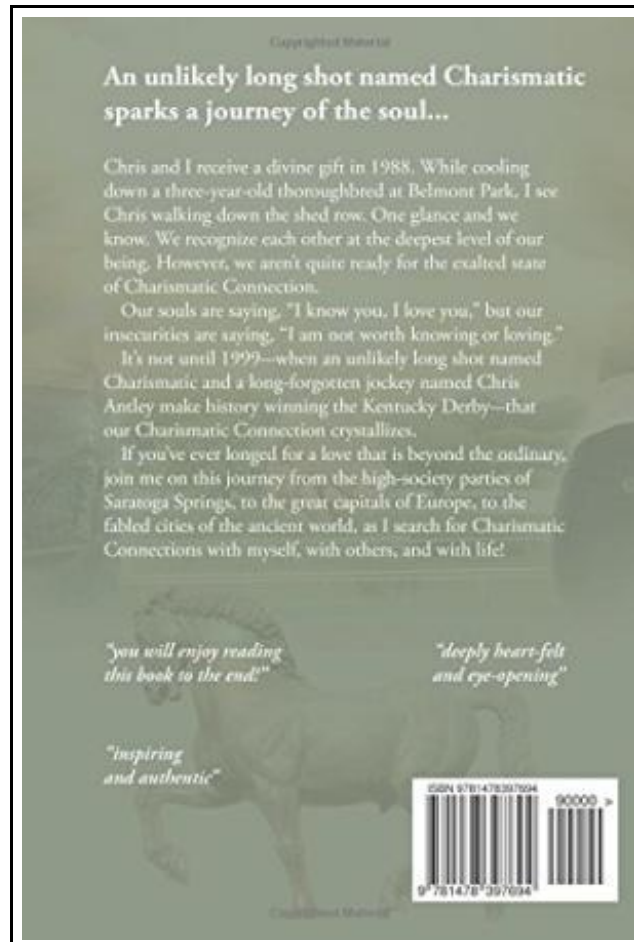 Copyrighted Material
An unlikely long shot named Charismatic
sparks a journey of the soul...
Chris and I receive a divine gift in 1988. While cooling
down a three-year-old thoroughbred at Belmont Park, I see
Chris walking down the shed row. One glance and we
know. We recognize each other at the deepest level of our
being. However, we aren't quite ready for the exalted state
of Charismatic Connection.
Our souls are saying, "I know you, I love you," but our
insecurities are saying, "I am not worth knowing or loving."
It's not until 1999—when an unlikely long shot named
Charismatic and a long-forgotten jockey named Chris
Antley make history winning the Kentucky Derby—that
our Charismatic Connection crystallizes.
If you've ever longed for a love that is beyond the ordinary,
join me on this journey from the high-society parties of
Saratoga Springs, to the great capitals of Europe, to the
fabled cities of the ancient world, as I search for Charismatic
Connections with myself, with others, and with life!
"you will enjoy reading
this book to the end!"
"deeply heart-felt
and eye-opening"
"inspiring
and authentic"
ISBN 9781478397694
90000 >
9 781478 397694
Copyrighted Material